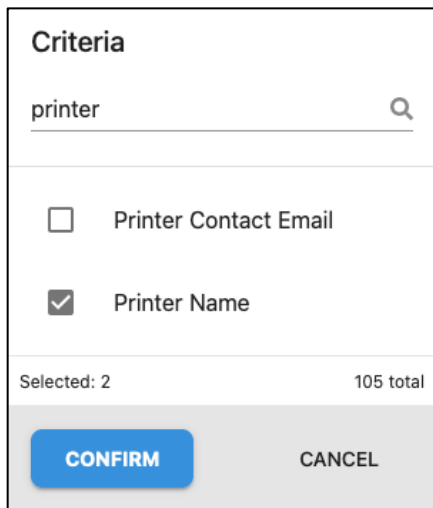 Criteria
printer
Printer Contact Email
Printer Name
Selected: 2 105 total
CONFIRM CANCEL